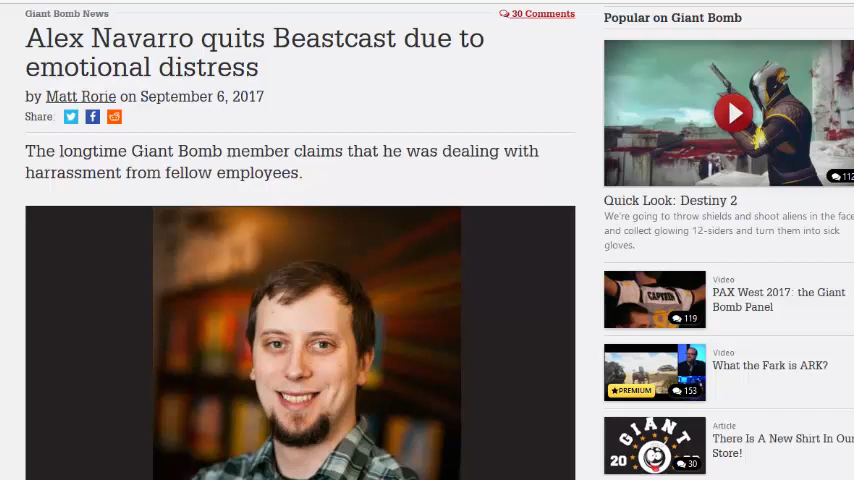 Giant Bomb News
30 Comments
Alex Navarro quits Beastcast due to
emotional distress
by Matt Rorie on September 6, 2017
Share:
The longtime Giant Bomb member claims that he was dealing with
harrassment from fellow employees.
Popular on Giant Bomb
112
Quick Look: Destiny 2
We're going to throw shields and shoot aliens in the face
and collect glowing 12-siders and turn them into sick
gloves.
CAPTAIN
119
Video
PAX West 2017: the Giant
Bomb Panel
PREMIUM
153
Video
What the Fark is ARK?
GIANT
20
30
Article
There Is A New Shirt In Our
Store!